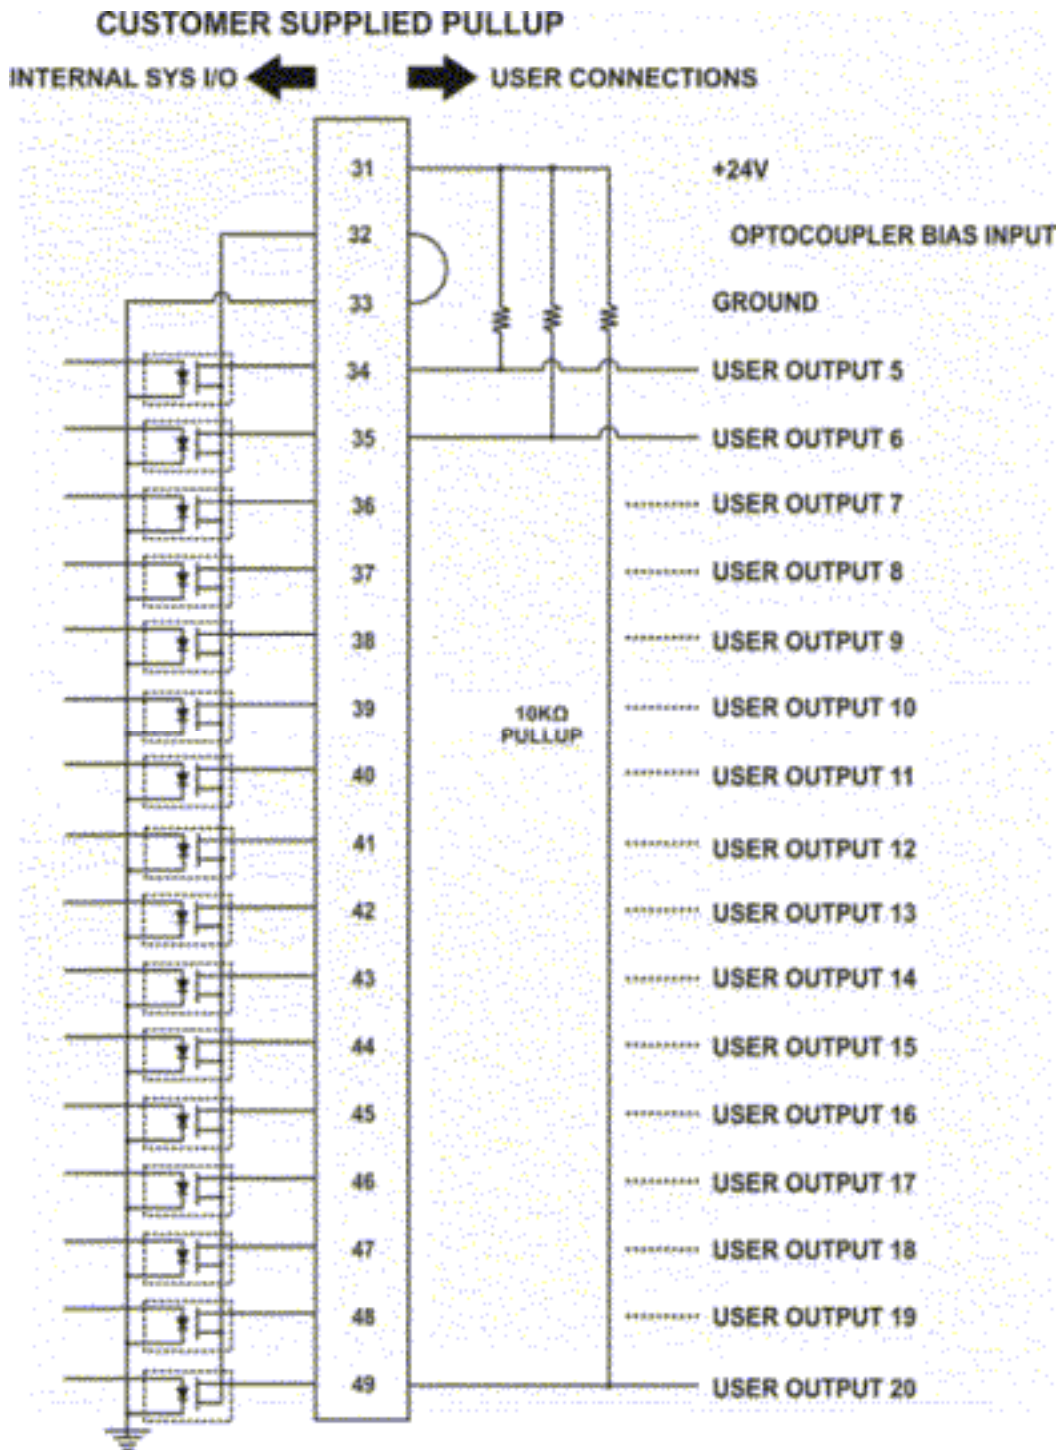 CUSTOMER SUPPLIED PULLUP
INTERNAL SYS I/O
USER CONNECTIONS
31 +24V
32 OPTOCOUPLER BIAS INPUT
33 GROUND
34 USER OUTPUT 5
35 USER OUTPUT 6
36 USER OUTPUT 7
37 USER OUTPUT 8
38 USER OUTPUT 9
39 USER OUTPUT 10
10KΩ
PULLUP
40 USER OUTPUT 11
41 USER OUTPUT 12
42 USER OUTPUT 13
43 USER OUTPUT 14
44 USER OUTPUT 15
45 USER OUTPUT 16
46 USER OUTPUT 17
47 USER OUTPUT 18
48 USER OUTPUT 19
49 USER OUTPUT 20